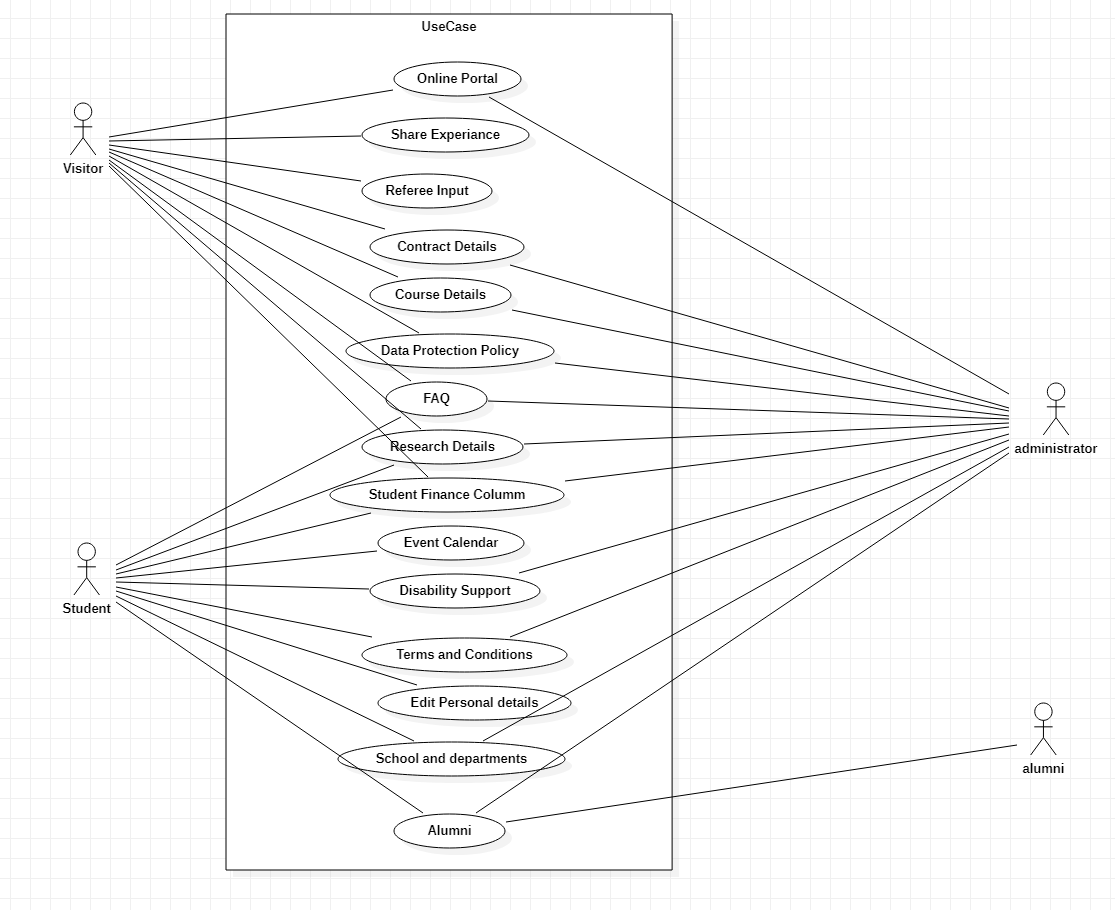 UseCase
Online Portal
Visitor
Share Experiance
Referee Input
Contract Details
Course Details
Data Protection Policy
FAQ
administrator
Research Details
Student Finance Columm
Event Calendar
Disability Support
Student
Terms and Conditions
Edit Personal details
School and departments
alumni
Alumni